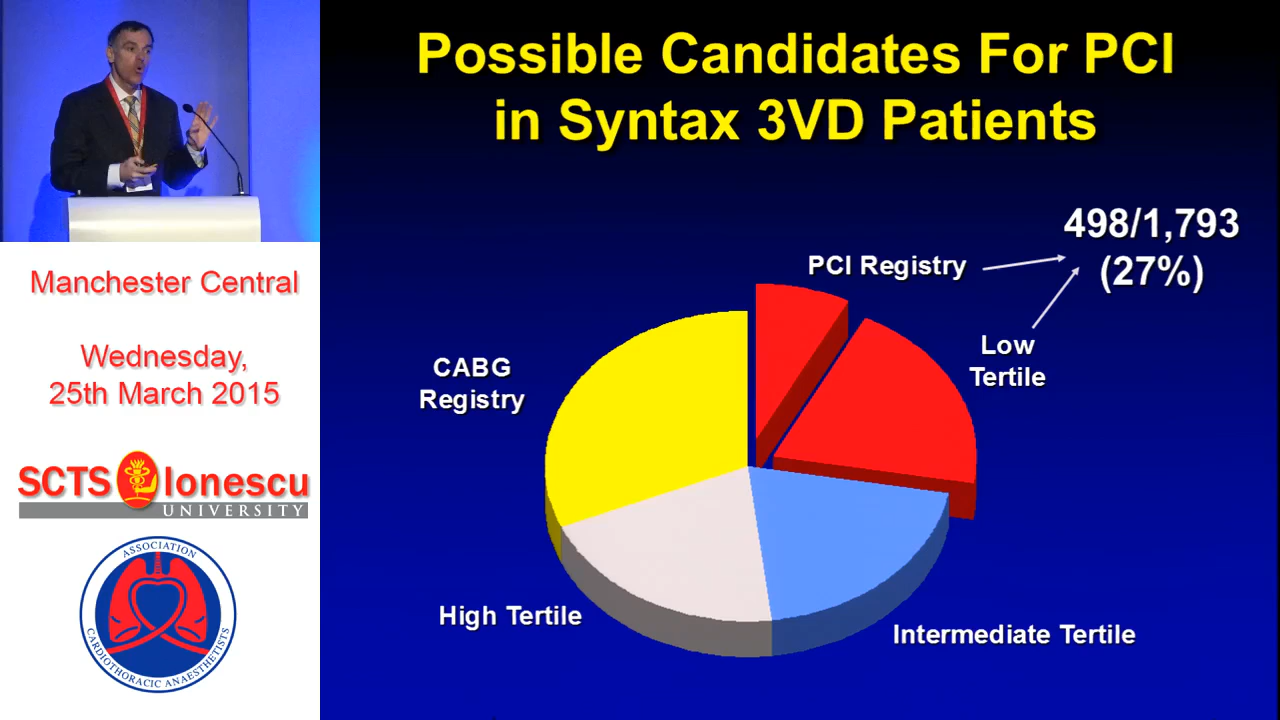 Possible Candidates For PCI
in Syntax 3VD Patients
498/1,793
(27%)
PCI Registry
Low
Tertile
CABG
Registry
High Tertile
Intermediate Tertile
Manchester Central
Wednesday,
25th March 2015
SCTS Ionescu
UNIVERSITY
ASSOCIATION
CARDIOTHORACIC ANAESTHETISTS